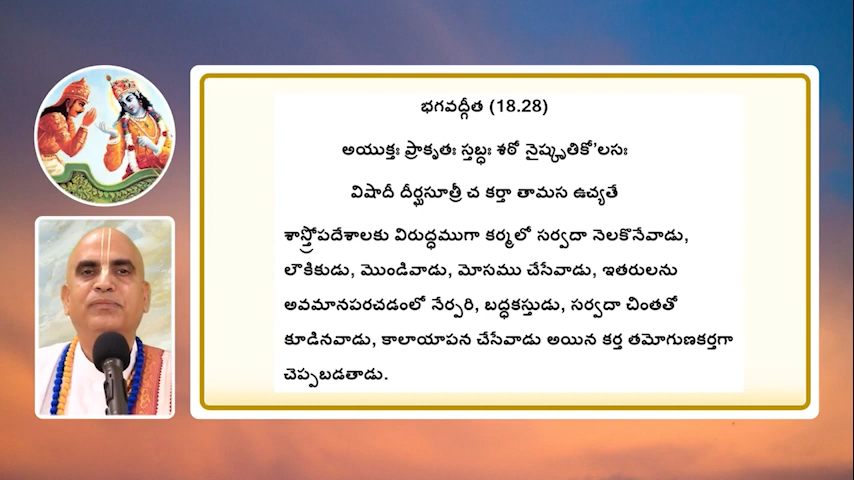 భగవద్గీత (18.28)
అయుక్తః ప్రాకృతః స్తబ్ధః శఠో నైష్కృతికో’లసః
విషాదీ దీర్ఘసూత్రీ చ కర్తా తామస ఉచ్యతే
శాస్త్రోపదేశాలకు విరుద్ధముగా కర్మలో సర్వదా నెలకొనేవాడు,
లౌకికుడు, మొండివాడు, మోసము చేసేవాడు, ఇతరులను
అవమానపరచడంలో నేర్పరి, బద్ధకస్తుడు, సర్వదా చింతతో
కూడినవాడు, కాలాయాపన చేసేవాడు అయిన కర్త తమోగుణకర్తగా
చెప్పబడతాడు.